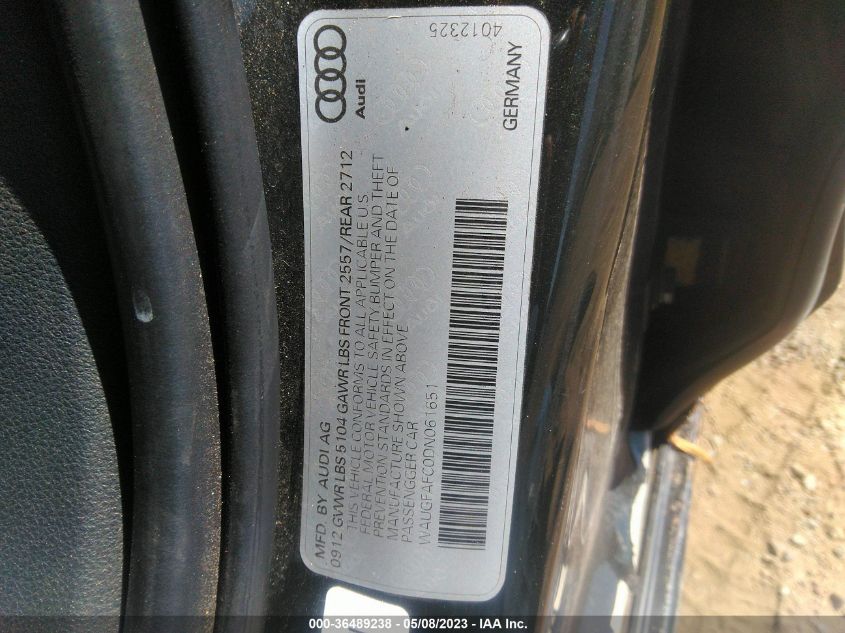 Audi
MFD. BY AUDI AG
0912 GVWR LBS 5104 GAWR LBS FRONT 2557/REAR 2712
THIS VEHICLE CONFORMS TO ALL APPLICABLE U.S.
FEDERAL MOTOR VEHICLE SAFETY BUMPER AND THEFT
PREVENTION STANDARDS IN EFFECT ON THE DATE OF
MANUFACTURE SHOWN ABOVE
PASSENGGER CAR
WAUGFAFC0DN061651
GERMANY
4012325
000-36489238 - 05/08/2023 - IAA Inc.